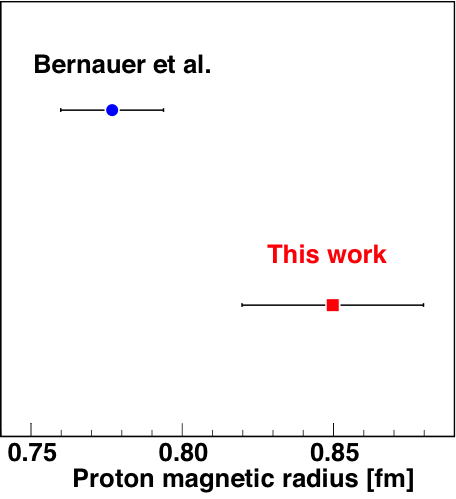 Bernauer et al.
This work
0.75 0.80 0.85
Proton magnetic radius [fm]